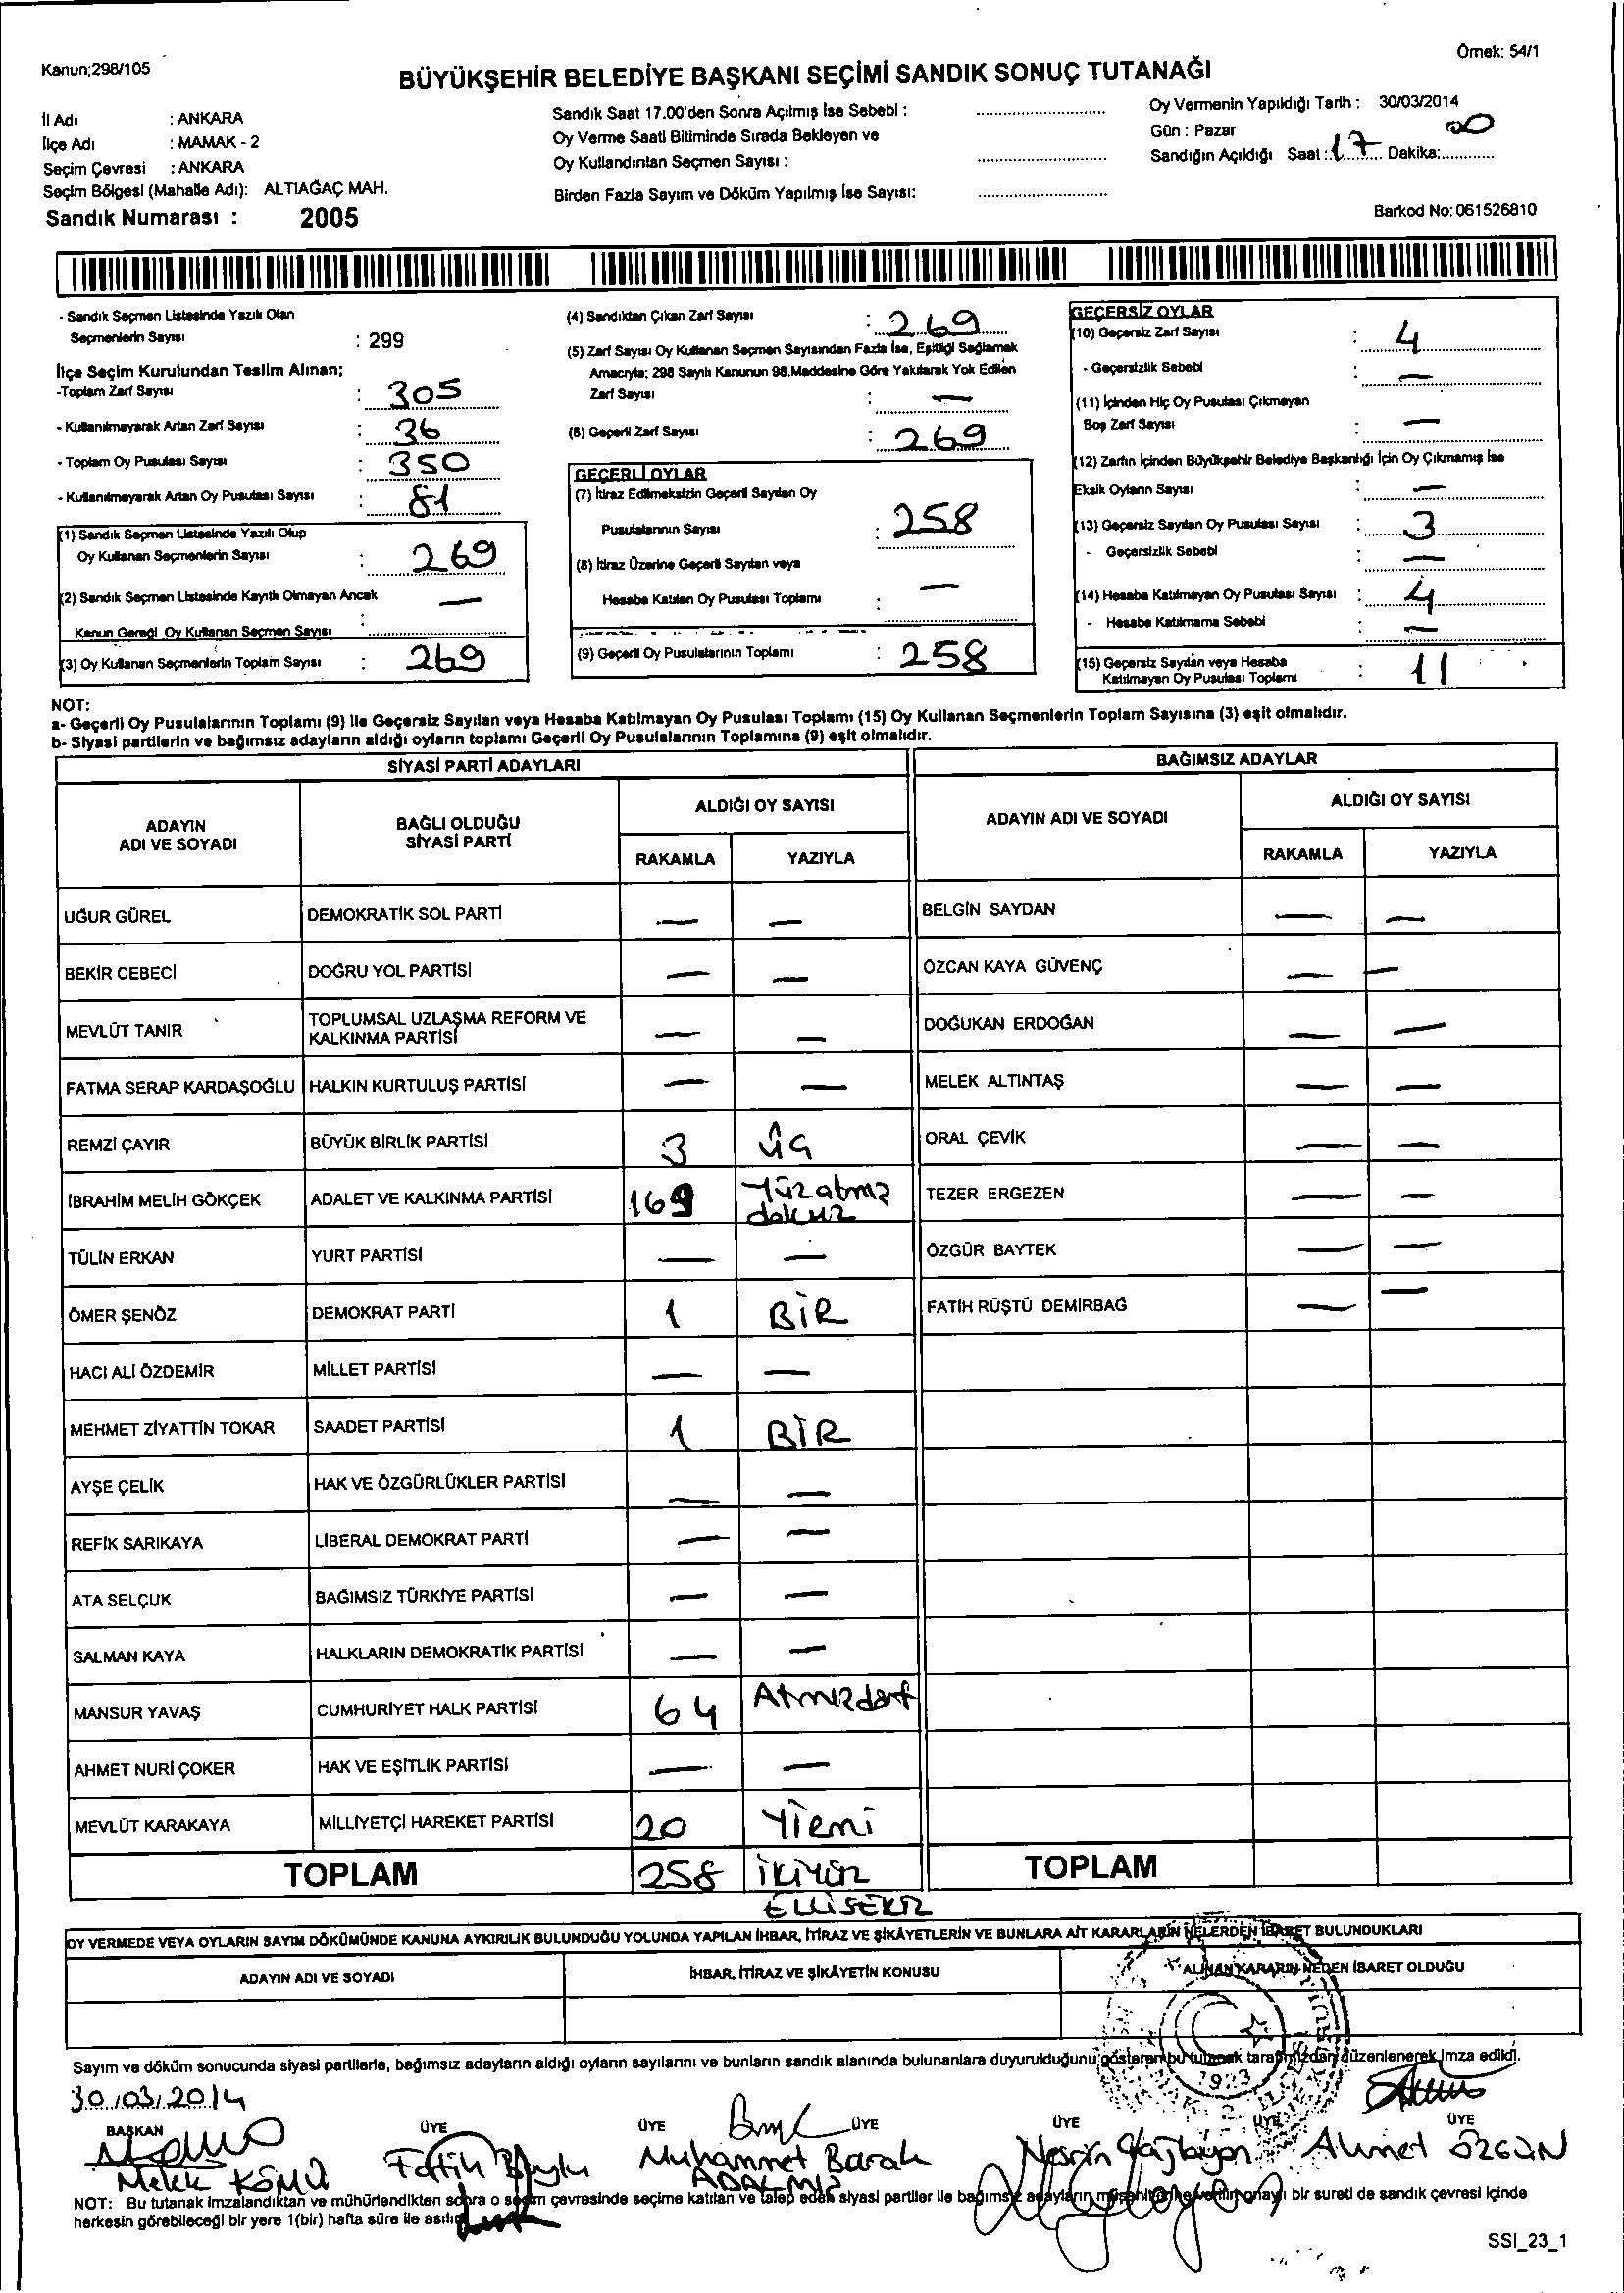 Kanun;298/105
Örnek: 54/1
BÜYÜKŞEHİR BELEDİYE BAŞKANI SEÇİMİ SANDIK SONUÇ TUTANAĞI
İl Adı : ANKARA
İlçe Adı : MAMAK - 2
Seçim Çevresi : ANKARA
Seçim Bölgesi (Mahalle Adı): ALTIAĞAÇ MAH.
Sandık Numarası : 2005
Sandık Saat 17.00'den Sonra Açılmış İse Sebebi : ..........
Oy Verme Saati Bitiminde Sırada Bekleyen ve
Oy Kullandırılan Seçmen Sayısı : ..........
Birden Fazla Sayım ve Döküm Yapılmış İse Sayısı: ..........
Oy Vermenin Yapıldığı Tarih : 30/03/2014
Gün : Pazar
Sandığın Açıldığı Saat : 17 Dakika: 00
Barkod No: 061526810
- Sandık Seçmen Listesinde Yazılı Olan
Seçmenlerin Sayısı : 299
İlçe Seçim Kurulundan Teslim Alınan;
-Toplam Zarf Sayısı : 305
- Kullanılmayarak Artan Zarf Sayısı : 36
- Toplam Oy Pusulası Sayısı : 350
- Kullanılmayarak Artan Oy Pusulası Sayısı : 81
(1) Sandık Seçmen Listesinde Yazılı Olup
Oy Kullanan Seçmenlerin Sayısı : 269
(2) Sandık Seçmen Listesinde Kayıtlı Olmayan Ancak
Kanun Gereği Oy Kullanan Seçmen Sayısı : —
(3) Oy Kullanan Seçmenlerin Toplam Sayısı : 269
(4) Sandıktan Çıkan Zarf Sayısı : 269
(5) Zarf Sayısı Oy Kullanan Seçmen Sayısından Fazla İse, Eşitliği Sağlamak
Amacıyla; 298 Sayılı Kanunun 98.Maddesine Göre Yakılarak Yok Edilen
Zarf Sayısı : —
(6) Geçerli Zarf Sayısı : 269
GEÇERLİ OYLAR
(7) İtiraz Edilmeksizin Geçerli Sayılan Oy
Pusulalarının Sayısı : 258
(8) İtiraz Üzerine Geçerli Sayılan veya
Hesaba Katılan Oy Pusulası Toplamı : —
(9) Geçerli Oy Pusulalarının Toplamı : 258
GEÇERSİZ OYLAR
(10) Geçersiz Zarf Sayısı : 4
- Geçersizlik Sebebi : —
(11) İçinden Hiç Oy Pusulası Çıkmayan
Boş Zarf Sayısı : —
(12) Zarfın İçinden Büyükşehir Belediye Başkanlığı İçin Oy Çıkmamış İse
Eksik Oyların Sayısı : —
(13) Geçersiz Sayılan Oy Pusulası Sayısı : 3
- Geçersizlik Sebebi : —
(14) Hesaba Katılmayan Oy Pusulası Sayısı : 4
- Hesaba Katılmama Sebebi : —
(15) Geçersiz Sayılan veya Hesaba
Katılmayan Oy Pusulası Toplamı : 11
NOT:
a- Geçerli Oy Pusulalarının Toplamı (9) İle Geçersiz Sayılan veya Hesaba Katılmayan Oy Pusulası Toplamı (15) Oy Kullanan Seçmenlerin Toplam Sayısına (3) eşit olmalıdır.
b- Siyasi partilerin ve bağımsız adayların aldığı oyların toplamı Geçerli Oy Pusulalarının Toplamına (9) eşit olmalıdır.
SİYASİ PARTİ ADAYLARI
BAĞIMSIZ ADAYLAR
ADAYIN ADI VE SOYADI
BAĞLI OLDUĞU SİYASİ PARTİ
ALDIĞI OY SAYISI
RAKAMLA YAZIYLA
ADAYIN ADI VE SOYADI
ALDIĞI OY SAYISI
RAKAMLA YAZIYLA
UĞUR GÜREL DEMOKRATİK SOL PARTİ — — BELGİN SAYDAN — —
BEKİR CEBECİ DOĞRU YOL PARTİSİ — — ÖZCAN KAYA GÜVENÇ — —
MEVLÜT TANIR TOPLUMSAL UZLAŞMA REFORM VE KALKINMA PARTİSİ — — DOĞUKAN ERDOĞAN — —
FATMA SERAP KARDAŞOĞLU HALKIN KURTULUŞ PARTİSİ — — MELEK ALTINTAŞ — —
REMZİ ÇAYIR BÜYÜK BİRLİK PARTİSİ 3 üç ORAL ÇEVİK — —
İBRAHİM MELİH GÖKÇEK ADALET VE KALKINMA PARTİSİ 169 Yüzatmız dokuz TEZER ERGEZEN — —
TÜLİN ERKAN YURT PARTİSİ — — ÖZGÜR BAYTEK — —
ÖMER ŞENÖZ DEMOKRAT PARTİ 1 BİR FATİH RÜŞTÜ DEMİRBAĞ — —
HACI ALİ ÖZDEMİR MİLLET PARTİSİ — —
MEHMET ZİYATTİN TOKAR SAADET PARTİSİ 1 BİR
AYŞE ÇELİK HAK VE ÖZGÜRLÜKLER PARTİSİ — —
REFİK SARIKAYA LİBERAL DEMOKRAT PARTİ — —
ATA SELÇUK BAĞIMSIZ TÜRKİYE PARTİSİ — —
SALMAN KAYA HALKLARIN DEMOKRATİK PARTİSİ — —
MANSUR YAVAŞ CUMHURİYET HALK PARTİSİ 64 Atmızdört
AHMET NURİ ÇOKER HAK VE EŞİTLİK PARTİSİ — —
MEVLÜT KARAKAYA MİLLİYETÇİ HAREKET PARTİSİ 20 Yirmi
TOPLAM 258 İKİYÜZ ELLİSEKİZ TOPLAM
OY VERMEDE VEYA OYLARIN SAYIM DÖKÜMÜNDE KANUNA AYKIRILIK BULUNDUĞU YOLUNDA YAPILAN İHBAR, İTİRAZ VE ŞİKÂYETLERİN VE BUNLARA AİT KARARLARIN NELERDEN İBARET BULUNDUKLARI
ADAYIN ADI VE SOYADI
İHBAR, İTİRAZ VE ŞİKÂYETİN KONUSU
ALINAN KARARIN NEDEN İBARET OLDUĞU
Sayım ve döküm sonucunda siyasi partilerle, bağımsız adayların aldığı oyların sayılarını ve bunların sandık alanında bulunanlara duyurulduğunu gösteren bu tutanak tarafımızdan düzenlenerek imza edildi.
1923
30/03/2014
BAŞKAN ÜYE ÜYE ÜYE ÜYE ÜYE ÜYE
Melek KÖMÜ Fatih Muhammet Barak ADALMIŞ Nesrin Ahmet ÖZGÜN
NOT: Bu tutanak imzalandıktan ve mühürlendikten sonra o seçim çevresinde seçime katılan ve talep eden siyasi partiler ile bağımsız adayların müşahitlerine verilir onaylı bir sureti de sandık çevresi içinde
herkesin görebileceği bir yere 1(bir) hafta süre ile asılır
SSI_23_1